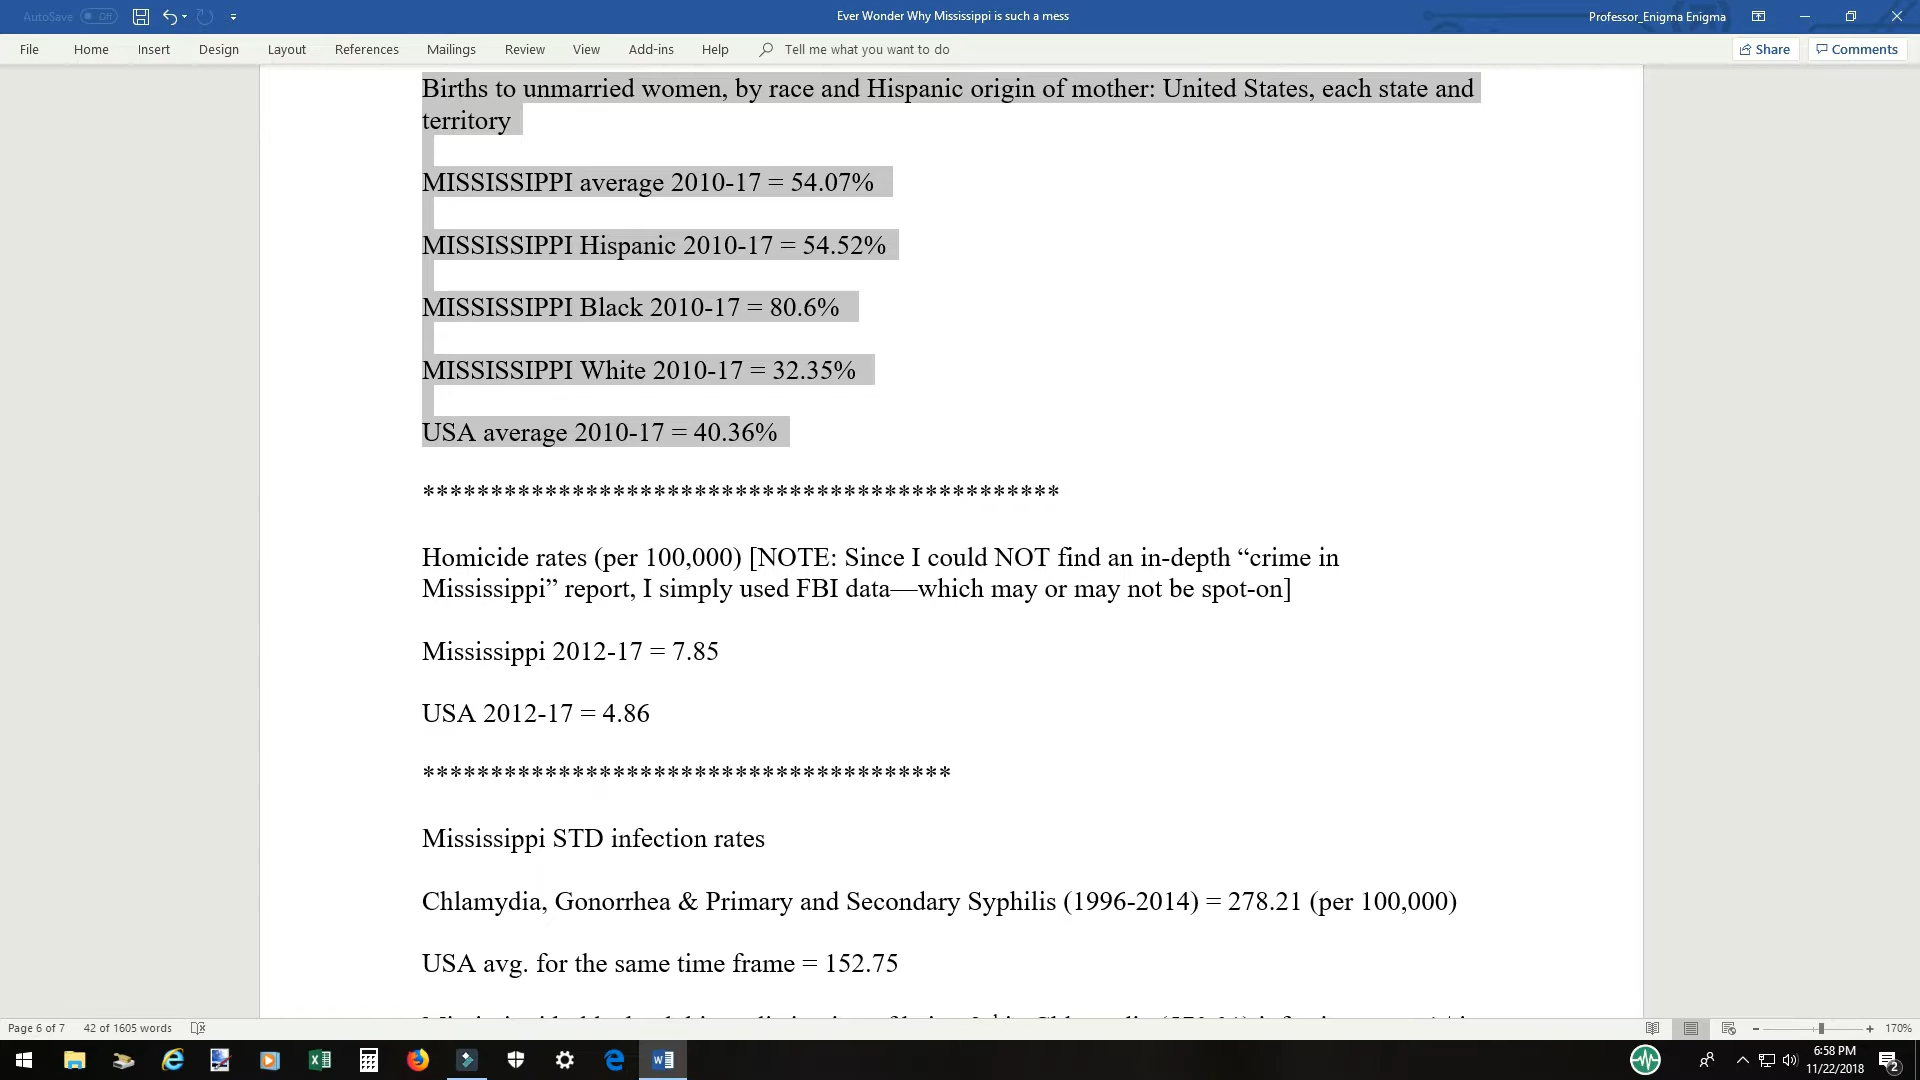 AutoSave Off
Ever Wonder Why Mississippi is such a mess
Professor_Enigma Enigma
File Home Insert Design Layout References Mailings Review View Add-ins Help Tell me what you want to do
Share Comments
Births to unmarried women, by race and Hispanic origin of mother: United States, each state and
territory
MISSISSIPPI average 2010-17 = 54.07%
MISSISSIPPI Hispanic 2010-17 = 54.52%
MISSISSIPPI Black 2010-17 = 80.6%
MISSISSIPPI White 2010-17 = 32.35%
USA average 2010-17 = 40.36%
***********************************************
Homicide rates (per 100,000) [NOTE: Since I could NOT find an in-depth “crime in
Mississippi” report, I simply used FBI data—which may or may not be spot-on]
Mississippi 2012-17 = 7.85
USA 2012-17 = 4.86
***************************************
Mississippi STD infection rates
Chlamydia, Gonorrhea & Primary and Secondary Syphilis (1996-2014) = 278.21 (per 100,000)
USA avg. for the same time frame = 152.75
Page 6 of 7 42 of 1605 words
170%
6:58 PM
11/22/2018
2